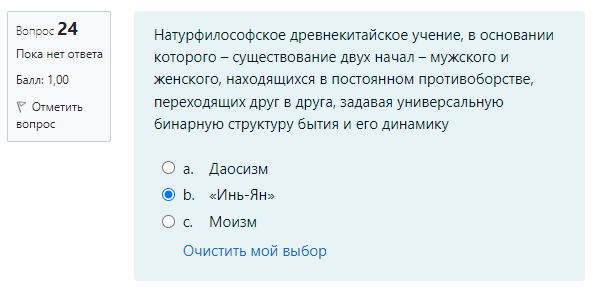 Вопрос 24
Пока нет ответа
Балл: 1,00
Отметить
вопрос
Натурфилософское древнекитайское учение, в основании
которого – существование двух начал – мужского и
женского, находящихся в постоянном противоборстве,
переходящих друг в друга, задавая универсальную
бинарную структуру бытия и его динамику
a. Даосизм
b. «Инь-Ян»
c. Моизм
Очистить мой выбор